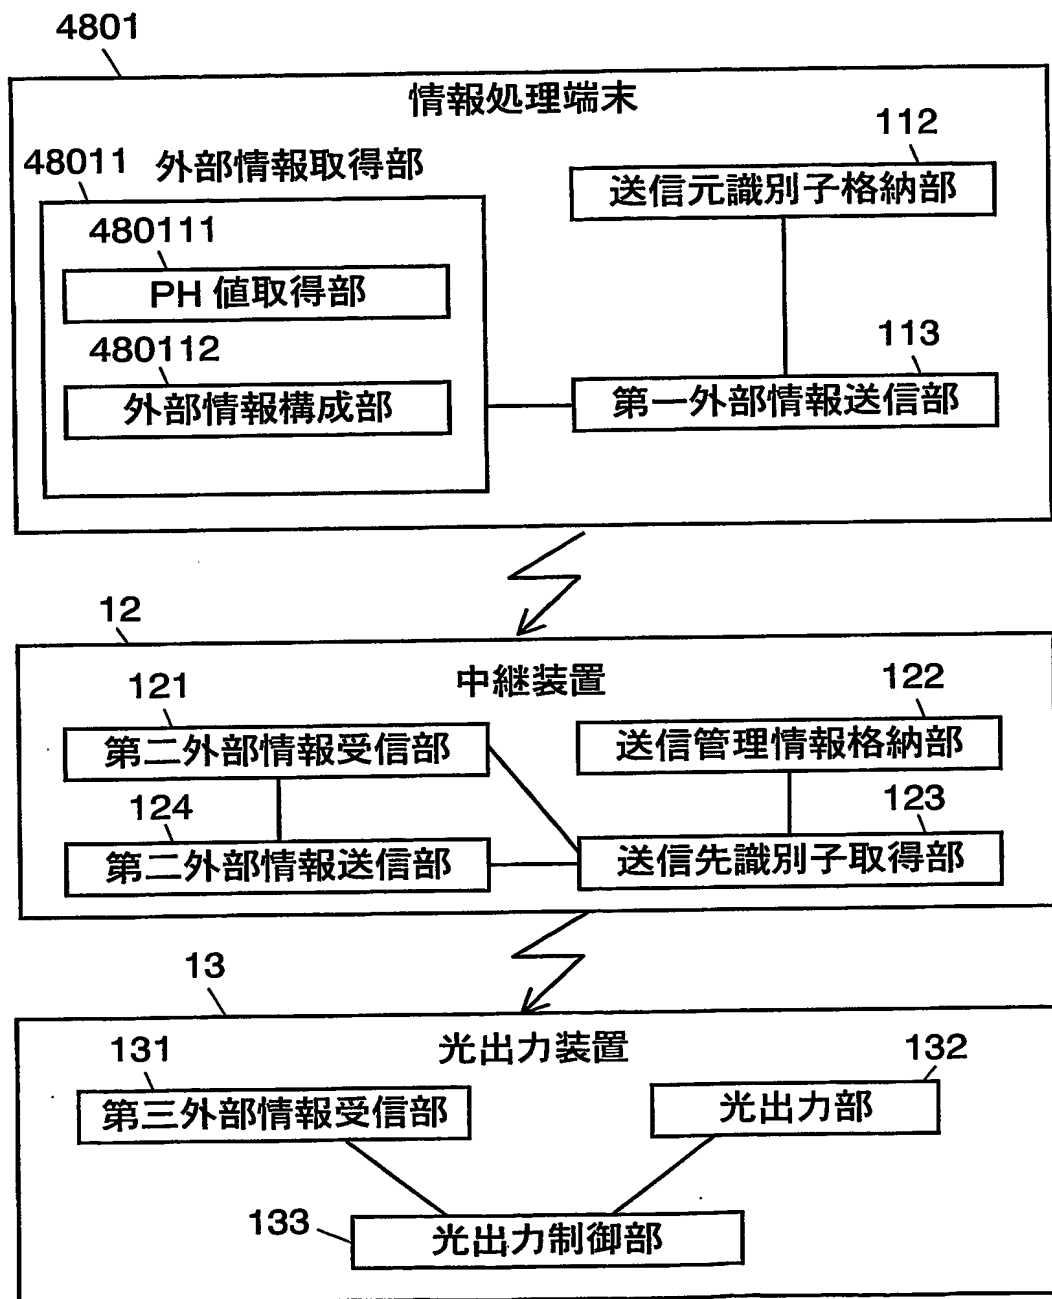 4801
情報処理端末
48011
外部情報取得部
112
送信元識別子格納部
480111
PH 値取得部
480112
外部情報構成部
113
第一外部情報送信部
12
中継装置
121
第二外部情報受信部
122
送信管理情報格納部
124
第二外部情報送信部
123
送信先識別子取得部
13
光出力装置
131
第三外部情報受信部
132
光出力部
133
光出力制御部